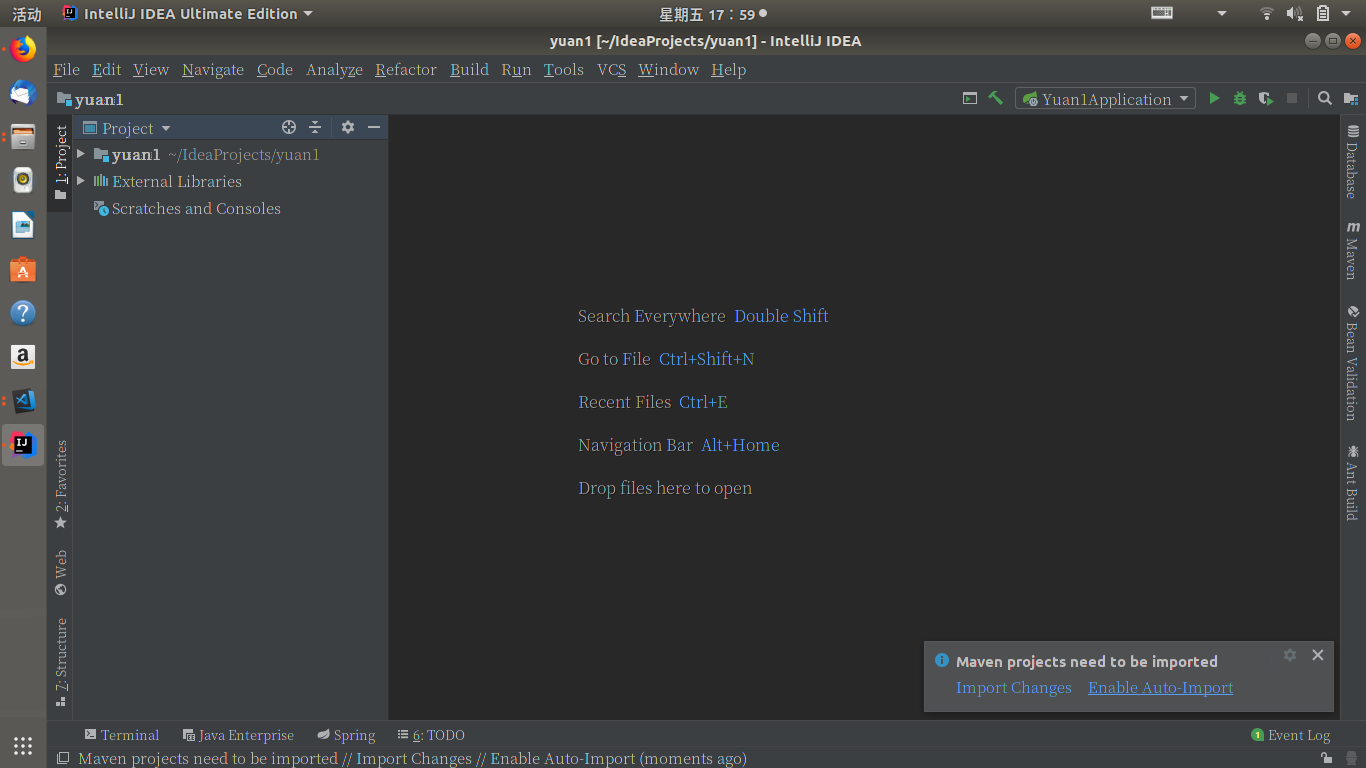 活动 IntelliJ IDEA Ultimate Edition 星期五 17：59
yuan1 [~/IdeaProjects/yuan1] - IntelliJ IDEA
File Edit View Navigate Code Analyze Refactor Build Run Tools VCS Window Help
yuan1 Yuan1Application
1: Project
Project
yuan1 ~/IdeaProjects/yuan1
External Libraries
Scratches and Consoles
Search Everywhere Double Shift
Go to File Ctrl+Shift+N
Recent Files Ctrl+E
Navigation Bar Alt+Home
Drop files here to open
Database
Maven
Bean Validation
Ant Build
2: Favorites
Web
7: Structure
Maven projects need to be imported
Import Changes Enable Auto-Import
Terminal Java Enterprise Spring 6: TODO 1 Event Log
Maven projects need to be imported // Import Changes // Enable Auto-Import (moments ago)